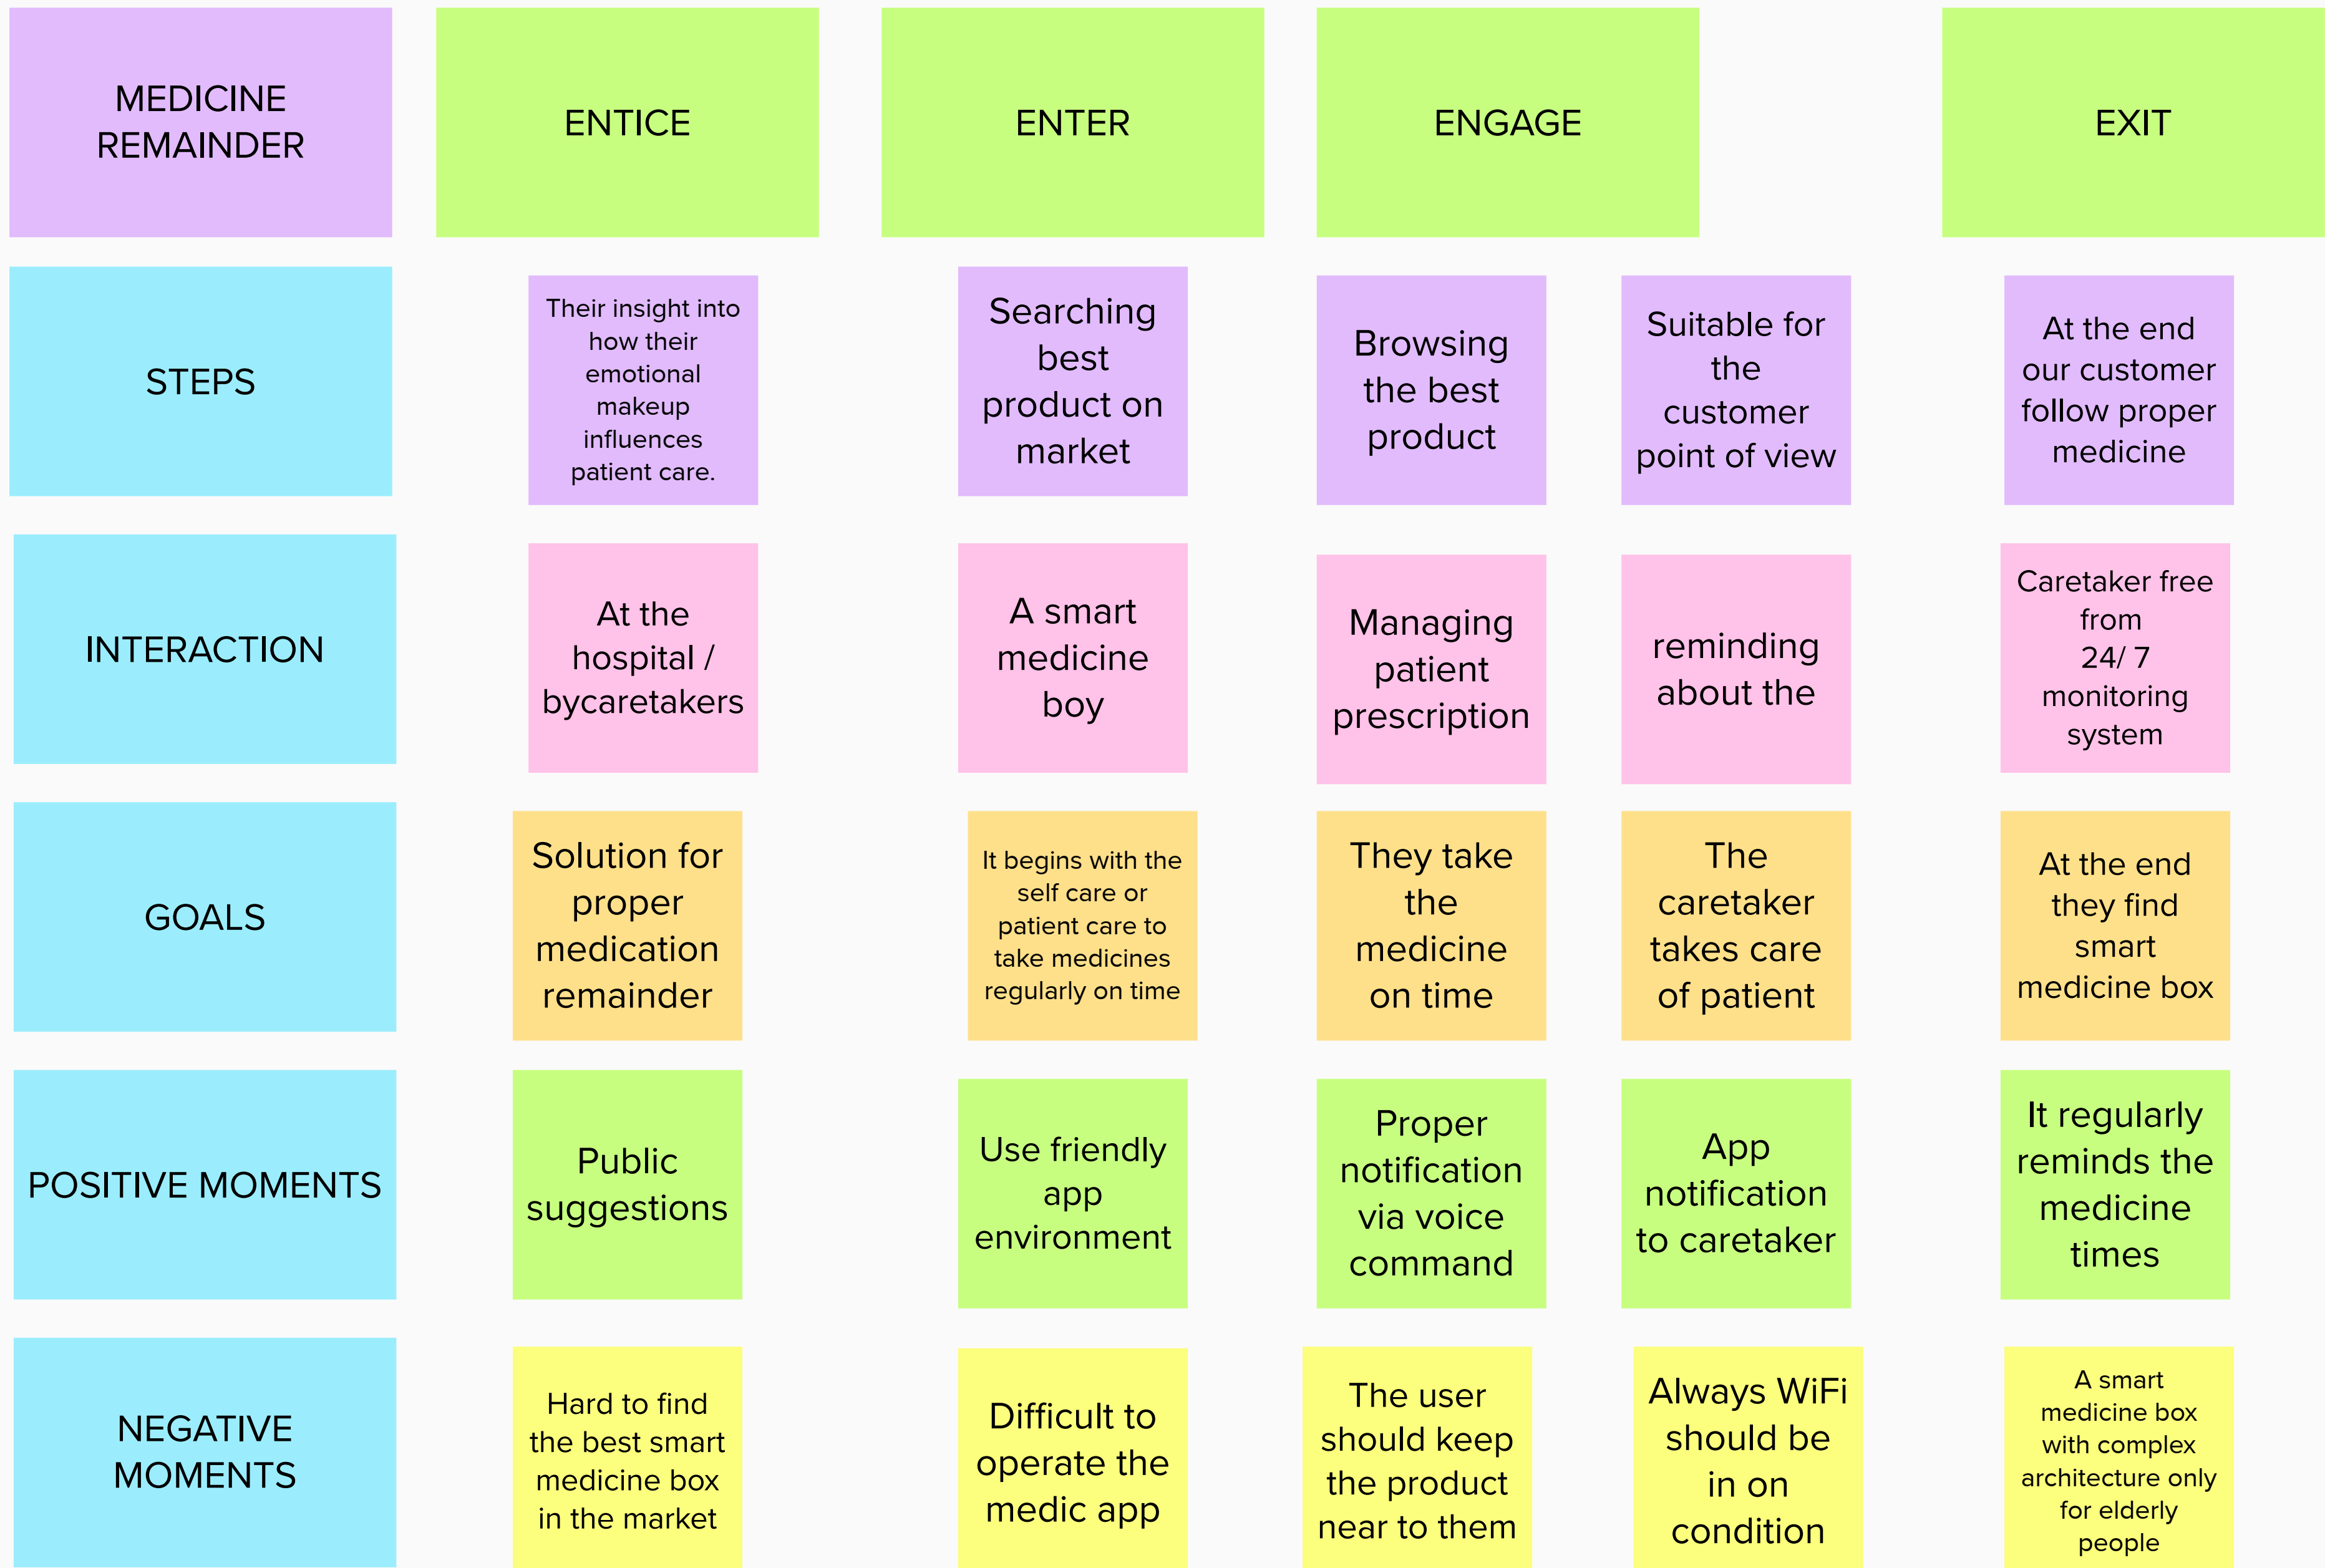 MEDICINE
REMAINDER
ENTICE
ENTER
ENGAGE
EXIT
STEPS
Their insight into
how their
emotional
makeup
influences
patient care.
Searching
best
product on
market
Browsing
the best
product
Suitable for
the
customer
point of view
At the end
our customer
follow proper
medicine
INTERACTION
At the
hospital /
bycaretakers
A smart
medicine
boy
Managing
patient
prescription
reminding
about the
Caretaker free
from
24/ 7
monitoring
system
GOALS
Solution for
proper
medication
remainder
It begins with the
self care or
patient care to
take medicines
regularly on time
They take
the
medicine
on time
The
caretaker
takes care
of patient
At the end
they find
smart
medicine box
POSITIVE MOMENTS
Public
suggestions
Use friendly
app
environment
Proper
notification
via voice
command
App
notification
to caretaker
It regularly
reminds the
medicine
times
NEGATIVE
MOMENTS
Hard to find
the best smart
medicine box
in the market
Difficult to
operate the
medic app
The user
should keep
the product
near to them
Always WiFi
should be
in on
condition
A smart
medicine box
with complex
architecture only
for elderly
people